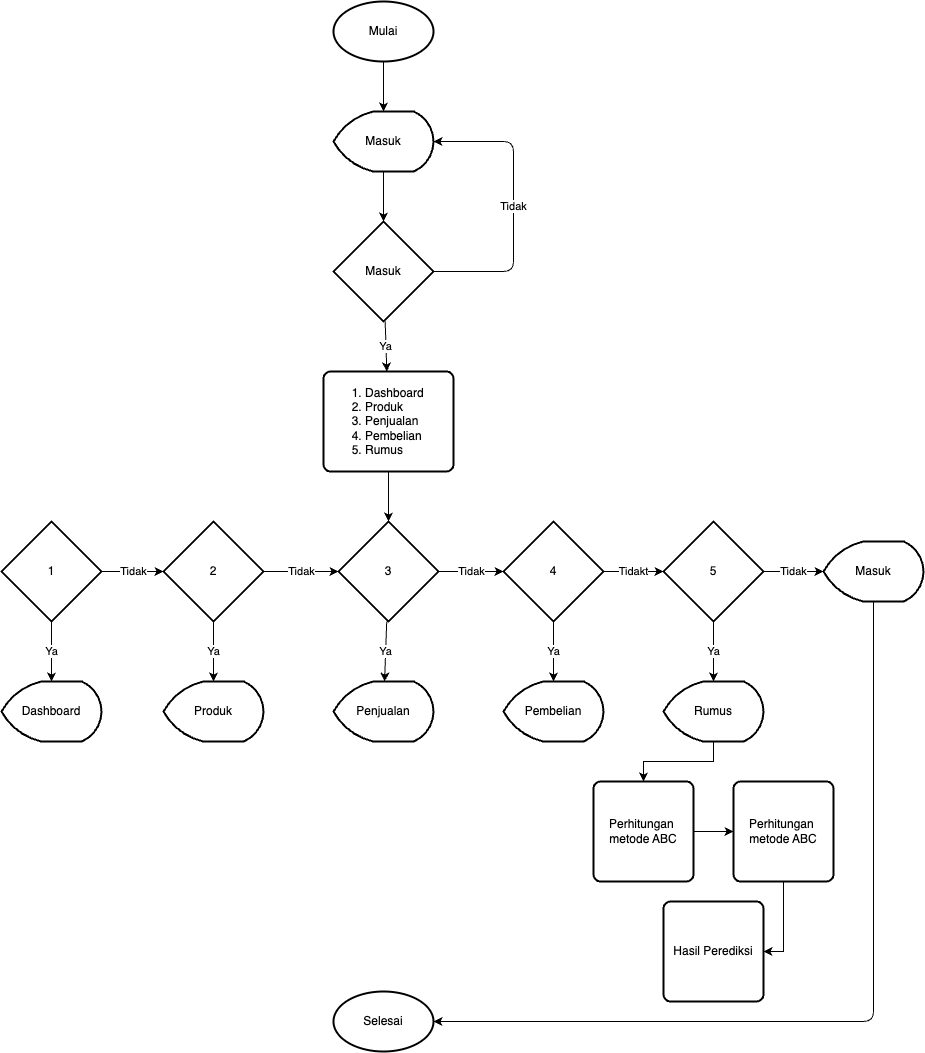 Mulai
Masuk
Tidak
Masuk
Ya
1. Dashboard
2. Produk
3. Penjualan
4. Pembelian
5. Rumus
1
Tidak
2
Tidak
3
Tidak
4
Tidakt
5
Tidak
Masuk
Ya
Ya
Ya
Ya
Ya
Dashboard
Produk
Penjualan
Pembelian
Rumus
Perhitungan
metode ABC
Perhitungan
metode ABC
Hasil Perediksi
Selesai